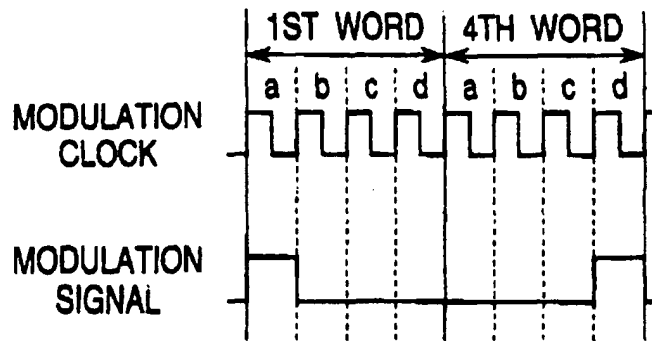 1ST WORD 4TH WORD
a b c d a b c d
MODULATION
CLOCK
MODULATION
SIGNAL